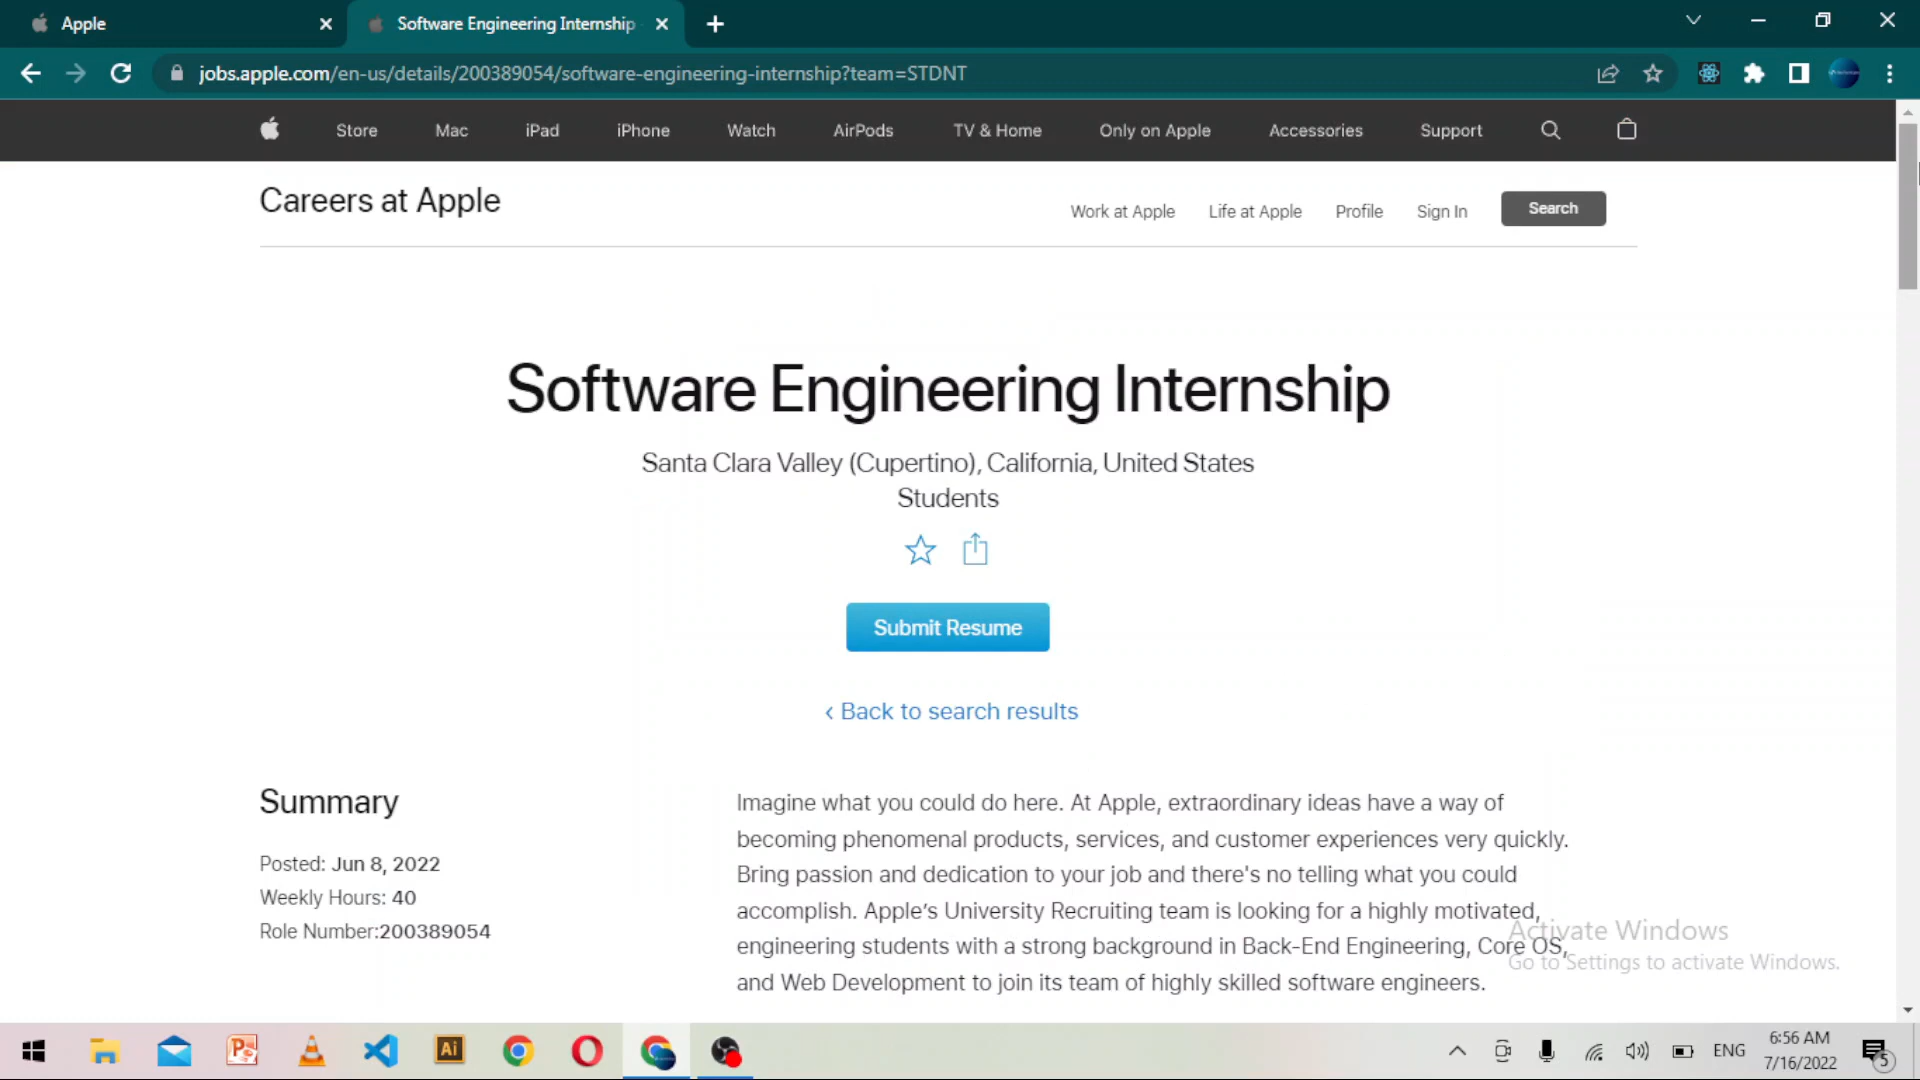 Apple
Software Engineering Internship
jobs.apple.com/en-us/details/200389054/software-engineering-internship?team=STDNT
Store Mac iPad iPhone Watch AirPods TV & Home Only on Apple Accessories Support
Careers at Apple
Work at Apple Life at Apple Profile Sign In Search
Software Engineering Internship
Santa Clara Valley (Cupertino), California, United States
Students
Submit Resume
‹ Back to search results
Summary
Posted: Jun 8, 2022
Weekly Hours: 40
Role Number:200389054
Imagine what you could do here. At Apple, extraordinary ideas have a way of
becoming phenomenal products, services, and customer experiences very quickly.
Bring passion and dedication to your job and there's no telling what you could
accomplish. Apple’s University Recruiting team is looking for a highly motivated,
engineering students with a strong background in Back-End Engineering, Core OS,
and Web Development to join its team of highly skilled software engineers.
Activate Windows
Go to Settings to activate Windows.
Ai
ENG
6:56 AM
7/16/2022
5